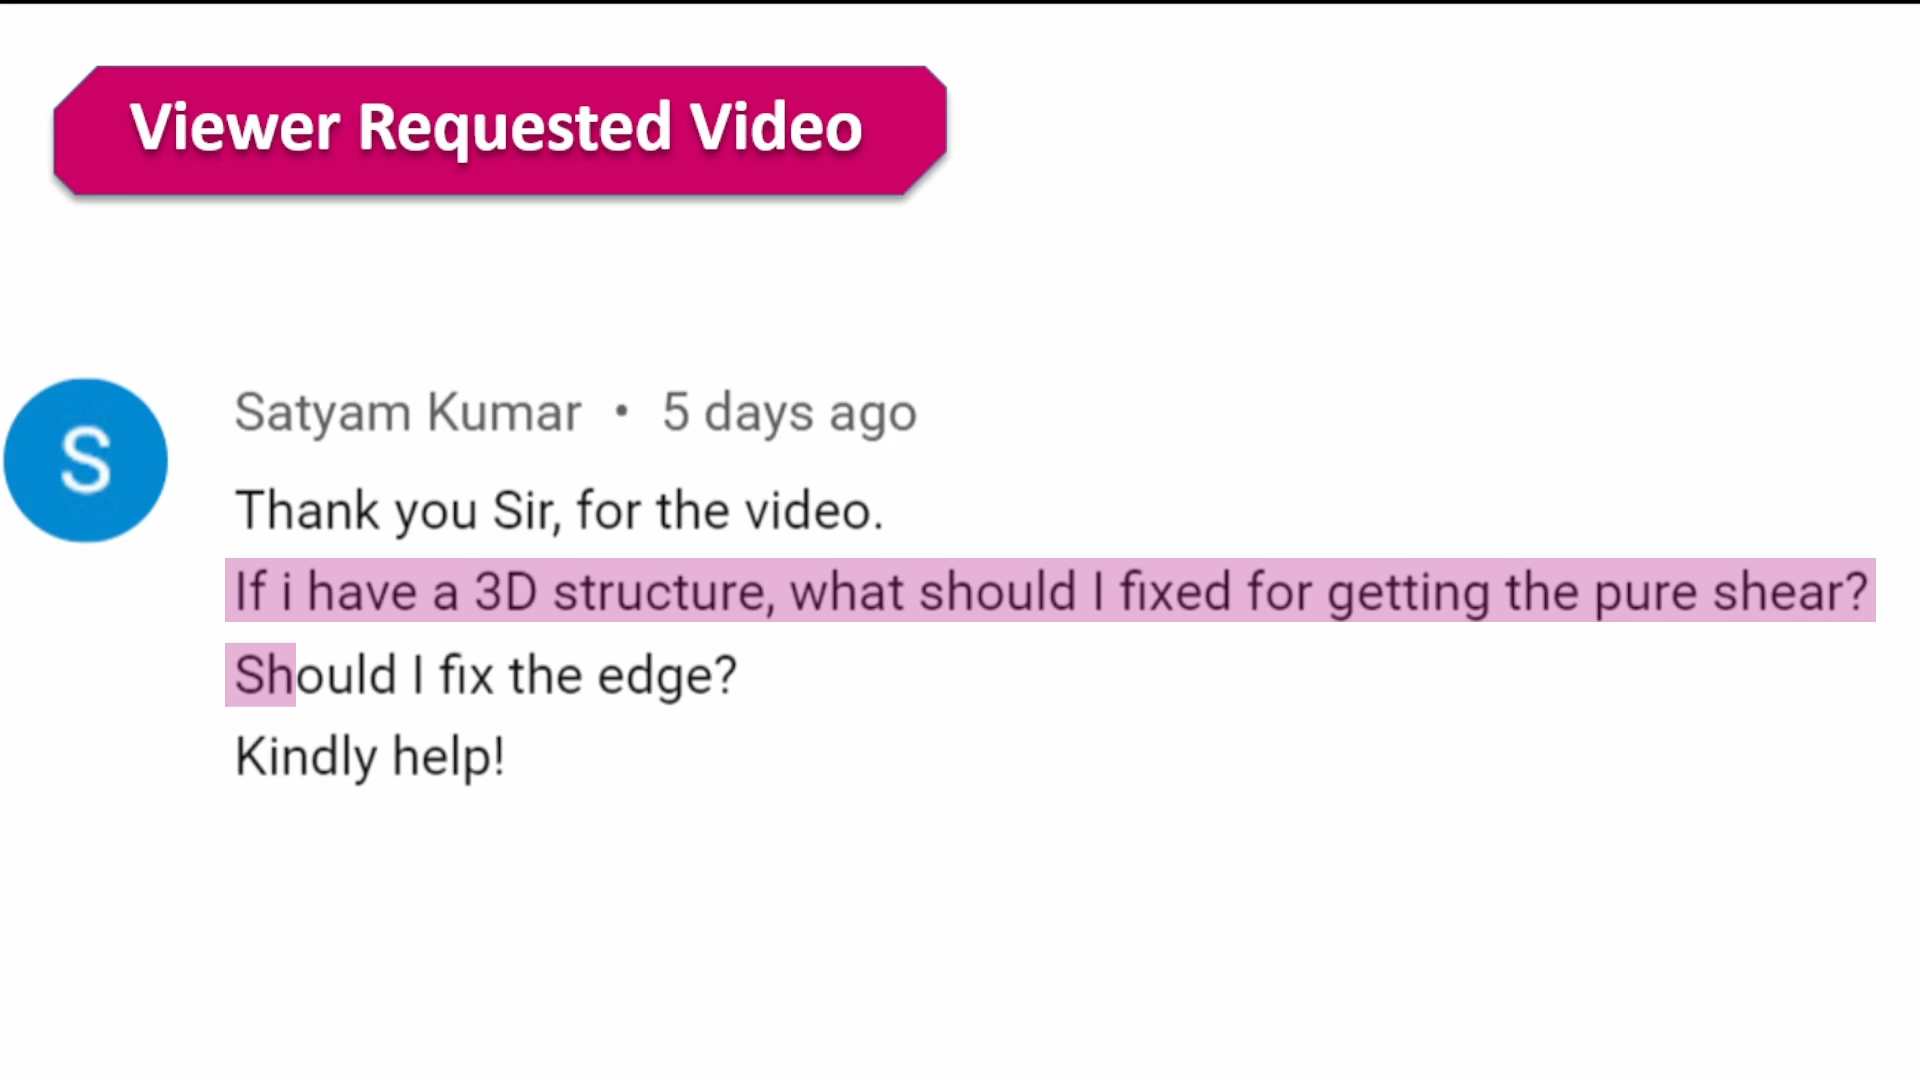 Viewer Requested Video
S
Satyam Kumar • 5 days ago
Thank you Sir, for the video.
If i have a 3D structure, what should I fixed for getting the pure shear?
Should I fix the edge?
Kindly help!